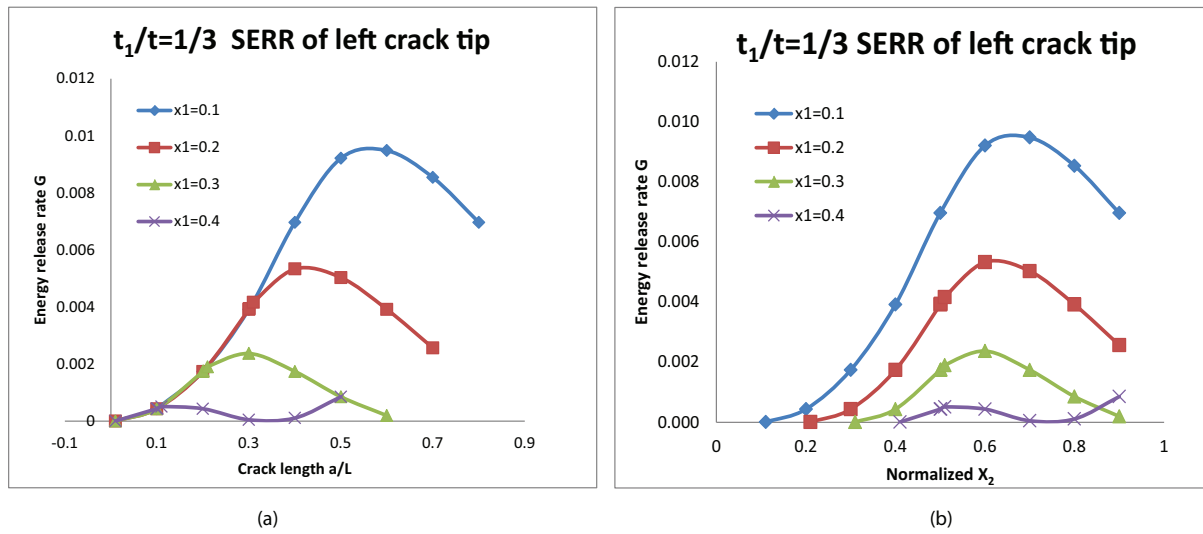 t₁/t=1/3 SERR of left crack tip
0.012
0.01
0.008
0.006
0.004
0.002
0
Energy release rate G
x1=0.1
x1=0.2
x1=0.3
x1=0.4
-0.1 0.1 0.3 0.5 0.7 0.9
Crack length a/L
(a)
t₁/t=1/3 SERR of left crack tip
0.012
0.010
0.008
0.006
0.004
0.002
0.000
Energy release rate G
x1=0.1
x1=0.2
x1=0.3
x1=0.4
0 0.2 0.4 0.6 0.8 1
Normalized X₂
(b)